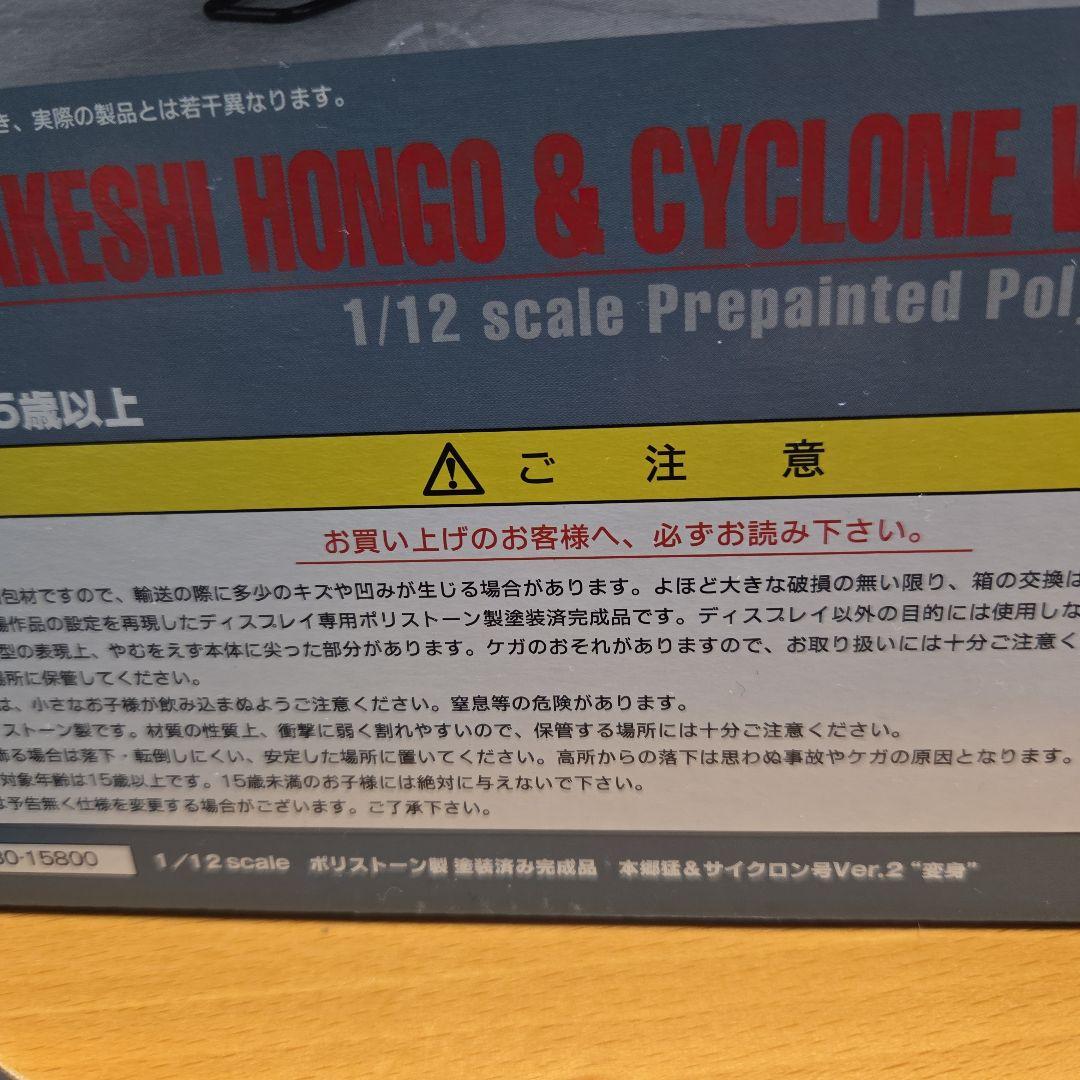 き、実際の製品とは若干異なります。
AKESHI HONGO & CYCLONE
1/12 scale Prepainted Pol
5歳以上
ご注意
お買い上げのお客様へ、必ずお読み下さい。
包材ですので、輸送の際に多少のキズや凹みが生じる場合があります。よほど大きな破損の無い限り、箱の交換は
場作品の設定を再現したディスプレイ専用ポリストーン製塗装済完成品です。ディスプレイ以外の目的には使用しな
型の表現上、やむをえず本体に尖った部分があります。ケガのおそれがありますので、お取り扱いには十分ご注意く
場所に保管してください。
は、小さなお子様が飲み込まぬようご注意ください。窒息等の危険があります。
ストーン製です。材質の性質上、衝撃に弱く割れやすいので、保管する場所には十分ご注意ください。
飾る場合は落下・転倒しにくい、安定した場所に置いてください。高所からの落下は思わぬ事故やケガの原因となります。
対象年齢は15歳以上です。15歳未満のお子様には絶対に与えないで下さい。
は予告無く仕様を変更する場合がございます。ご了承下さい。
80-15800
1/12 scale ポリストーン製 塗装済み完成品 本郷猛&サイクロン号Ver.2 "変身"